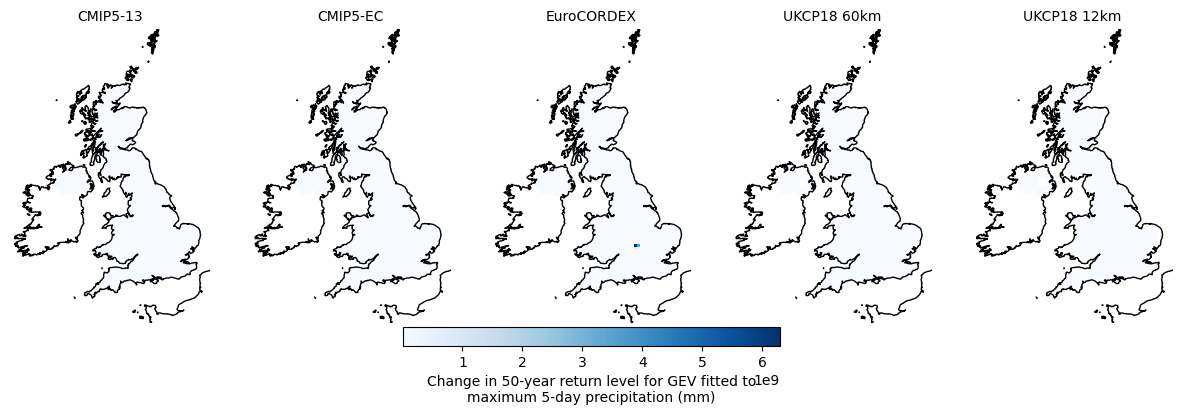 CMIP5-13
CMIP5-EC
EuroCORDEX
UKCP18 60km
UKCP18 12km
1 2 3 4 5 6
1e9
Change in 50-year return level for GEV fitted to
maximum 5-day precipitation (mm)